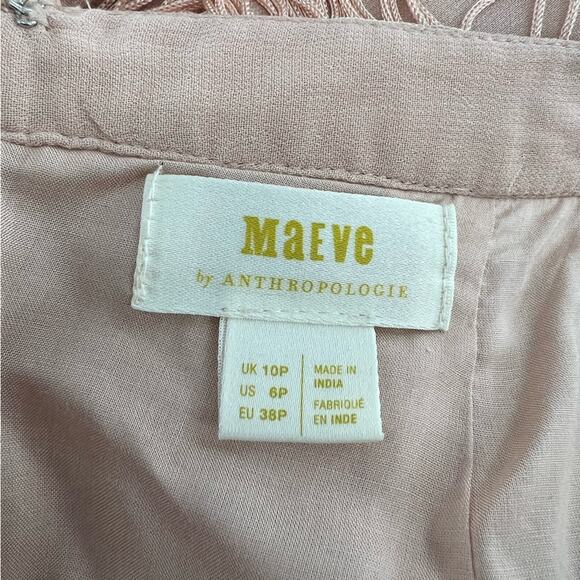 MaEVe
by ANTHROPOLOGIE
UK 10P
US 6P
EU 38P
MADE IN
INDIA
FABRIQUÉ
EN INDE